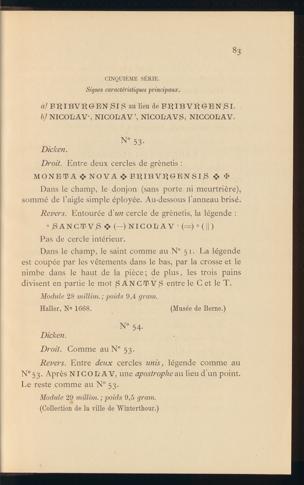 83
CINQUIÈME SÉRIE.
Signes caractéristiques principaux.
a) FRIBVRGENSIS au lieu de FRIBVRGENSI.
b) NICOLAV', NICOLAV', NICOLAVS, NICCOLAV.
N° 53.
Dicken.
Droit. Entre deux cercles de grènetis :
MONETA ❖ NOVA ❖ FRIBVRGENSIS ❖ ✠
Dans le champ, le donjon (sans porte ni meurtrière),
sommé de l'aigle simple éployée. Au-dessous l'anneau brisé.
Revers. Entourée d'un cercle de grènetis, la légende :
° SANCTVS ❖ (—) NICOLAV · (=) ° (||)
Pas de cercle intérieur.
Dans le champ, le saint comme au N° 51. La légende
est coupée par les vêtements dans le bas, par la crosse et le
nimbe dans le haut de la pièce; de plus, les trois pains
divisent en partie le mot SANCTVS entre le C et le T.
Module 28 millim.; poids 9,4 gram.
Haller, N° 1668. (Musée de Berne.)
N° 54.
Dicken.
Droit. Comme au N° 53.
Revers. Entre deux cercles unis, légende comme au
N° 53. Après NICOLAV, une apostrophe au lieu d'un point.
Le reste comme au N° 53.
Module 29 millim.; poids 9,5 gram.
(Collection de la ville de Winterthour.)